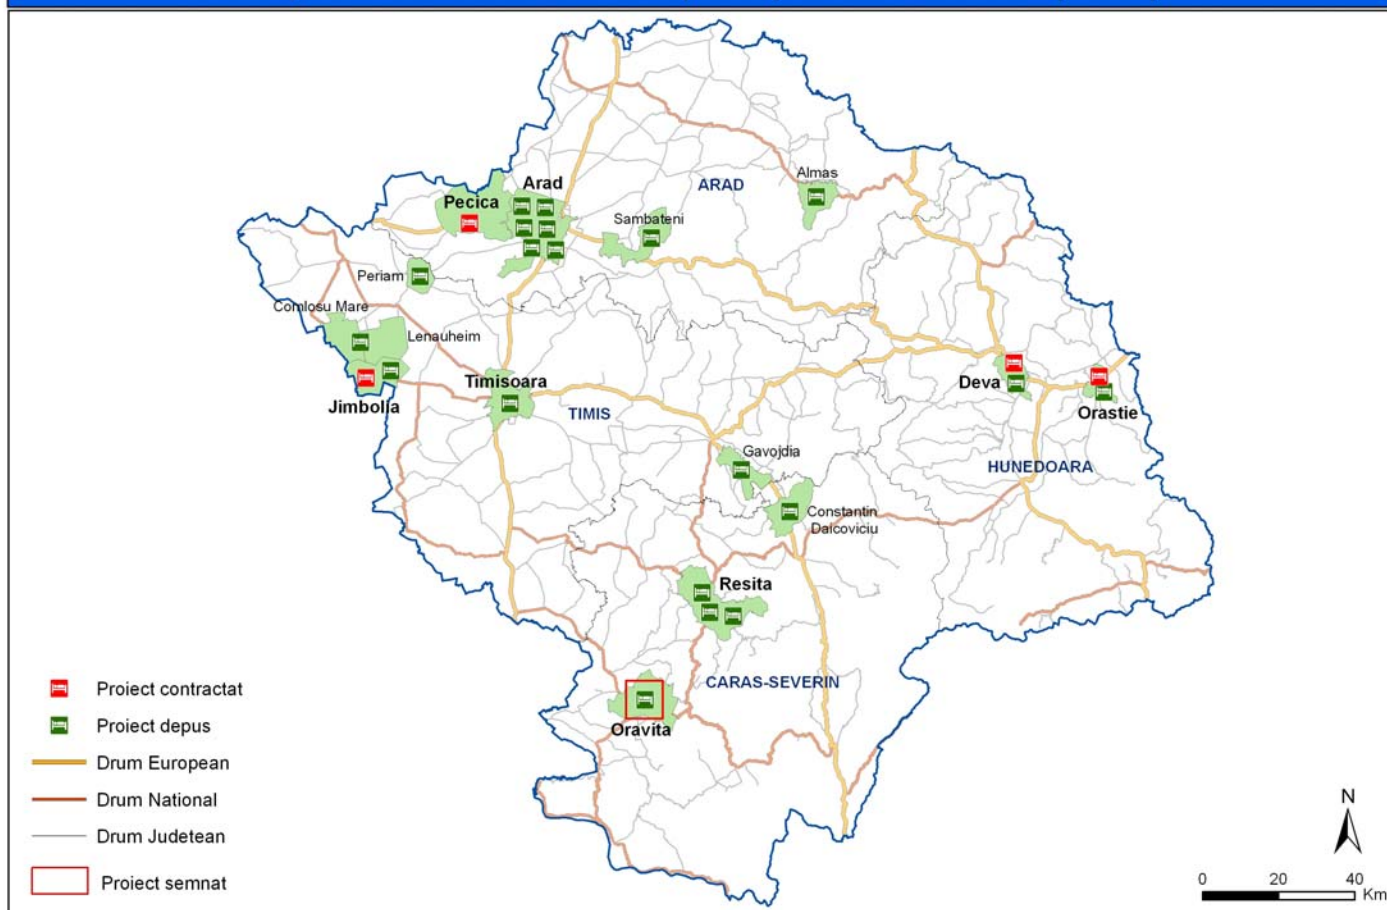 Almas
ARAD
Arad
Pecica
Sambateni
Periam
Comlosu Mare
Lenauheim
Deva
Timisoara
Jimbolia
Orastie
TIMIS
Gavojdia
HUNEDOARA
Constantin
Daicoviciu
Resita
CARAS-SEVERIN
Oravita
Proiect contractat
Proiect depus
Drum European
Drum National
Drum Judetean
Proiect semnat
N
0 20 40
Km